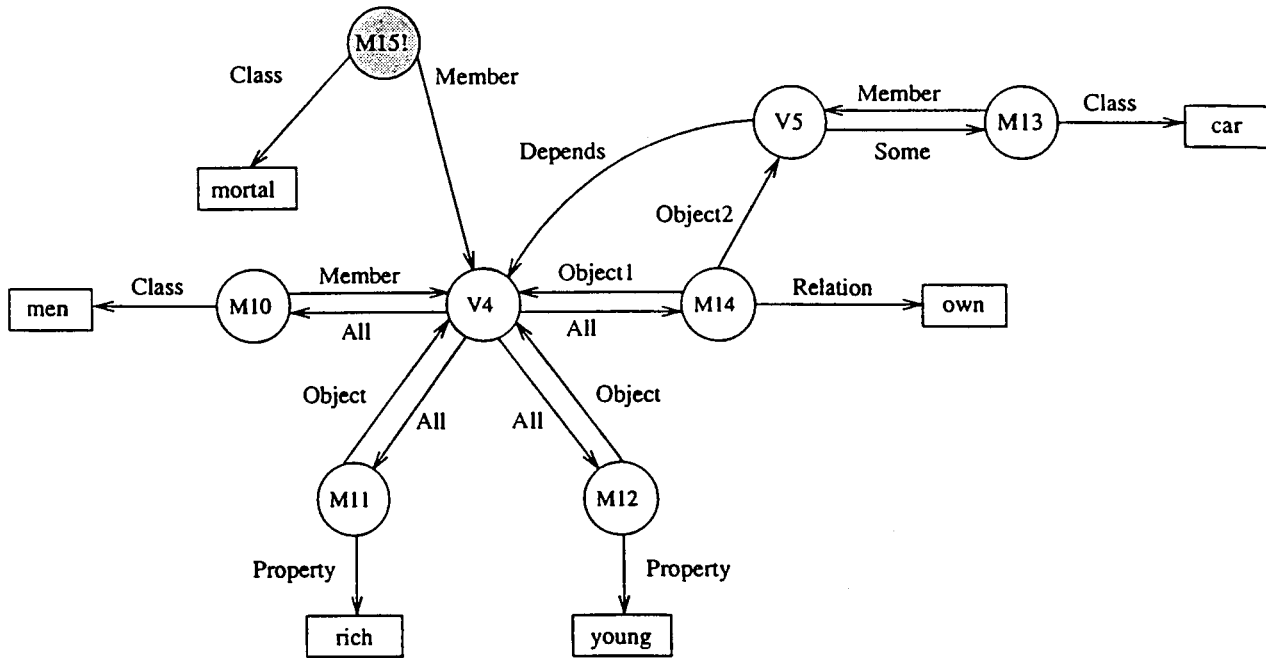 M15!
Class
Member
mortal
V5
Member
M13
Class
car
Some
Depends
Object2
men
Class
M10
Member
V4
Object1
M14
Relation
own
All
All
Object
All
All
Object
M11
M12
Property
Property
rich
young